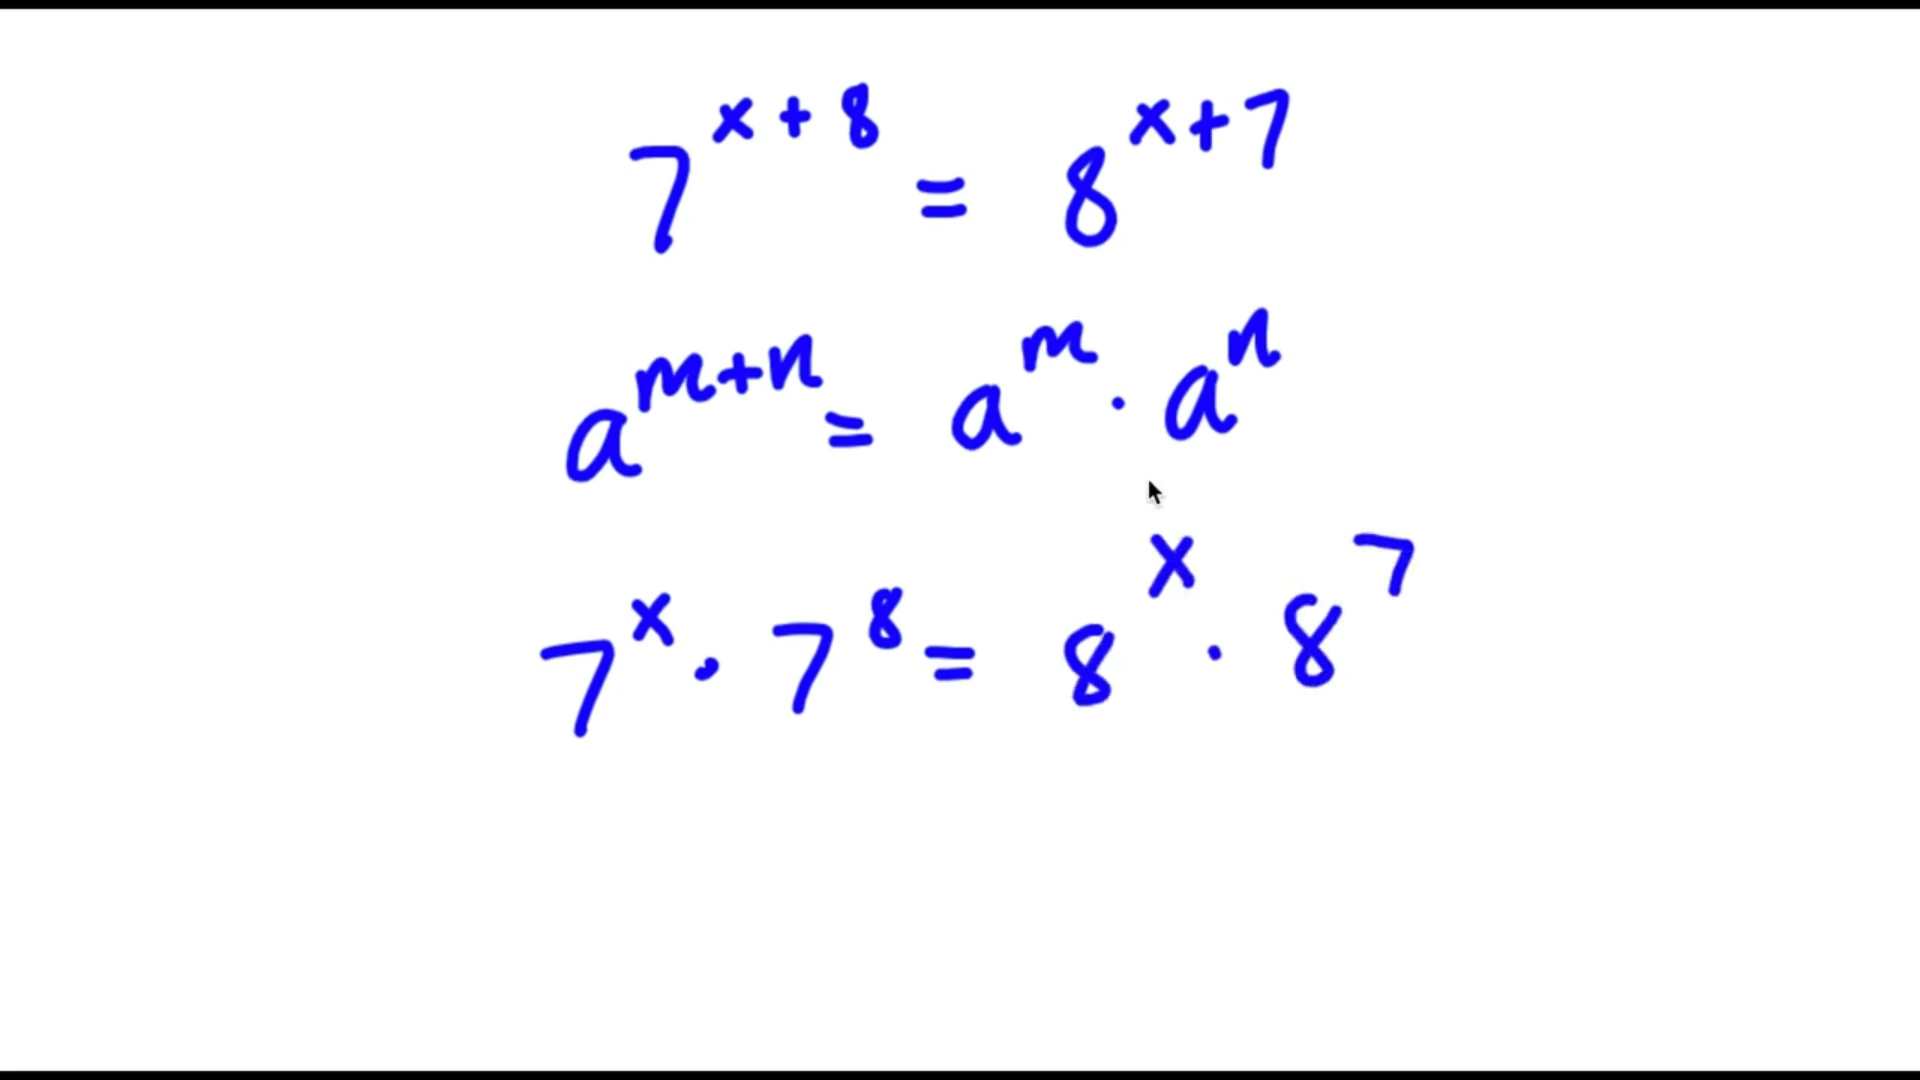 7^{x+8} = 8^{x+7}
a^{m+n} = a^m · a^n
7^x · 7^8 = 8^x · 8^7